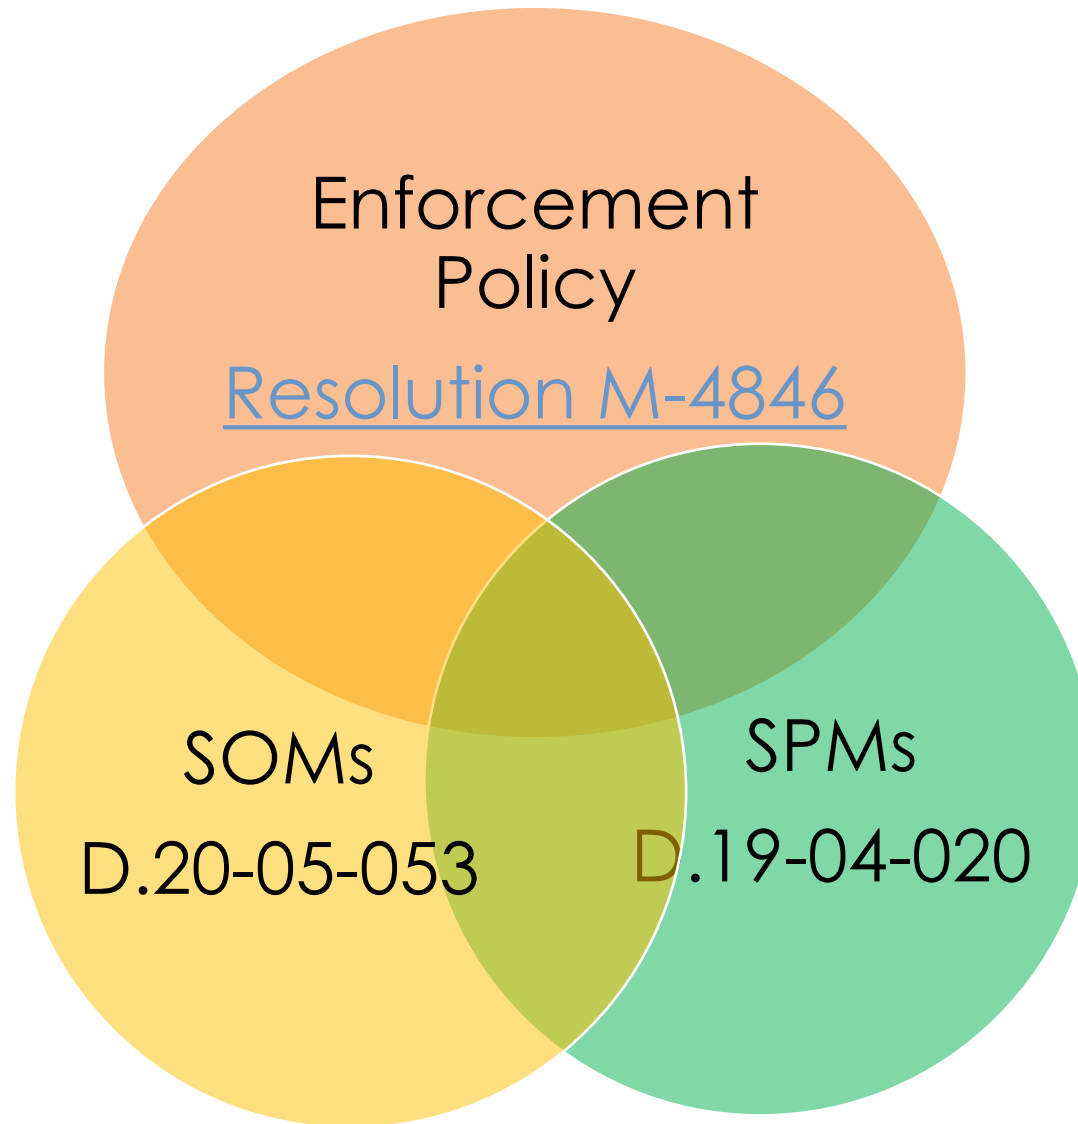 Enforcement
Policy
Resolution M-4846
SOMs
D.20-05-053
SPMs
D.19-04-020